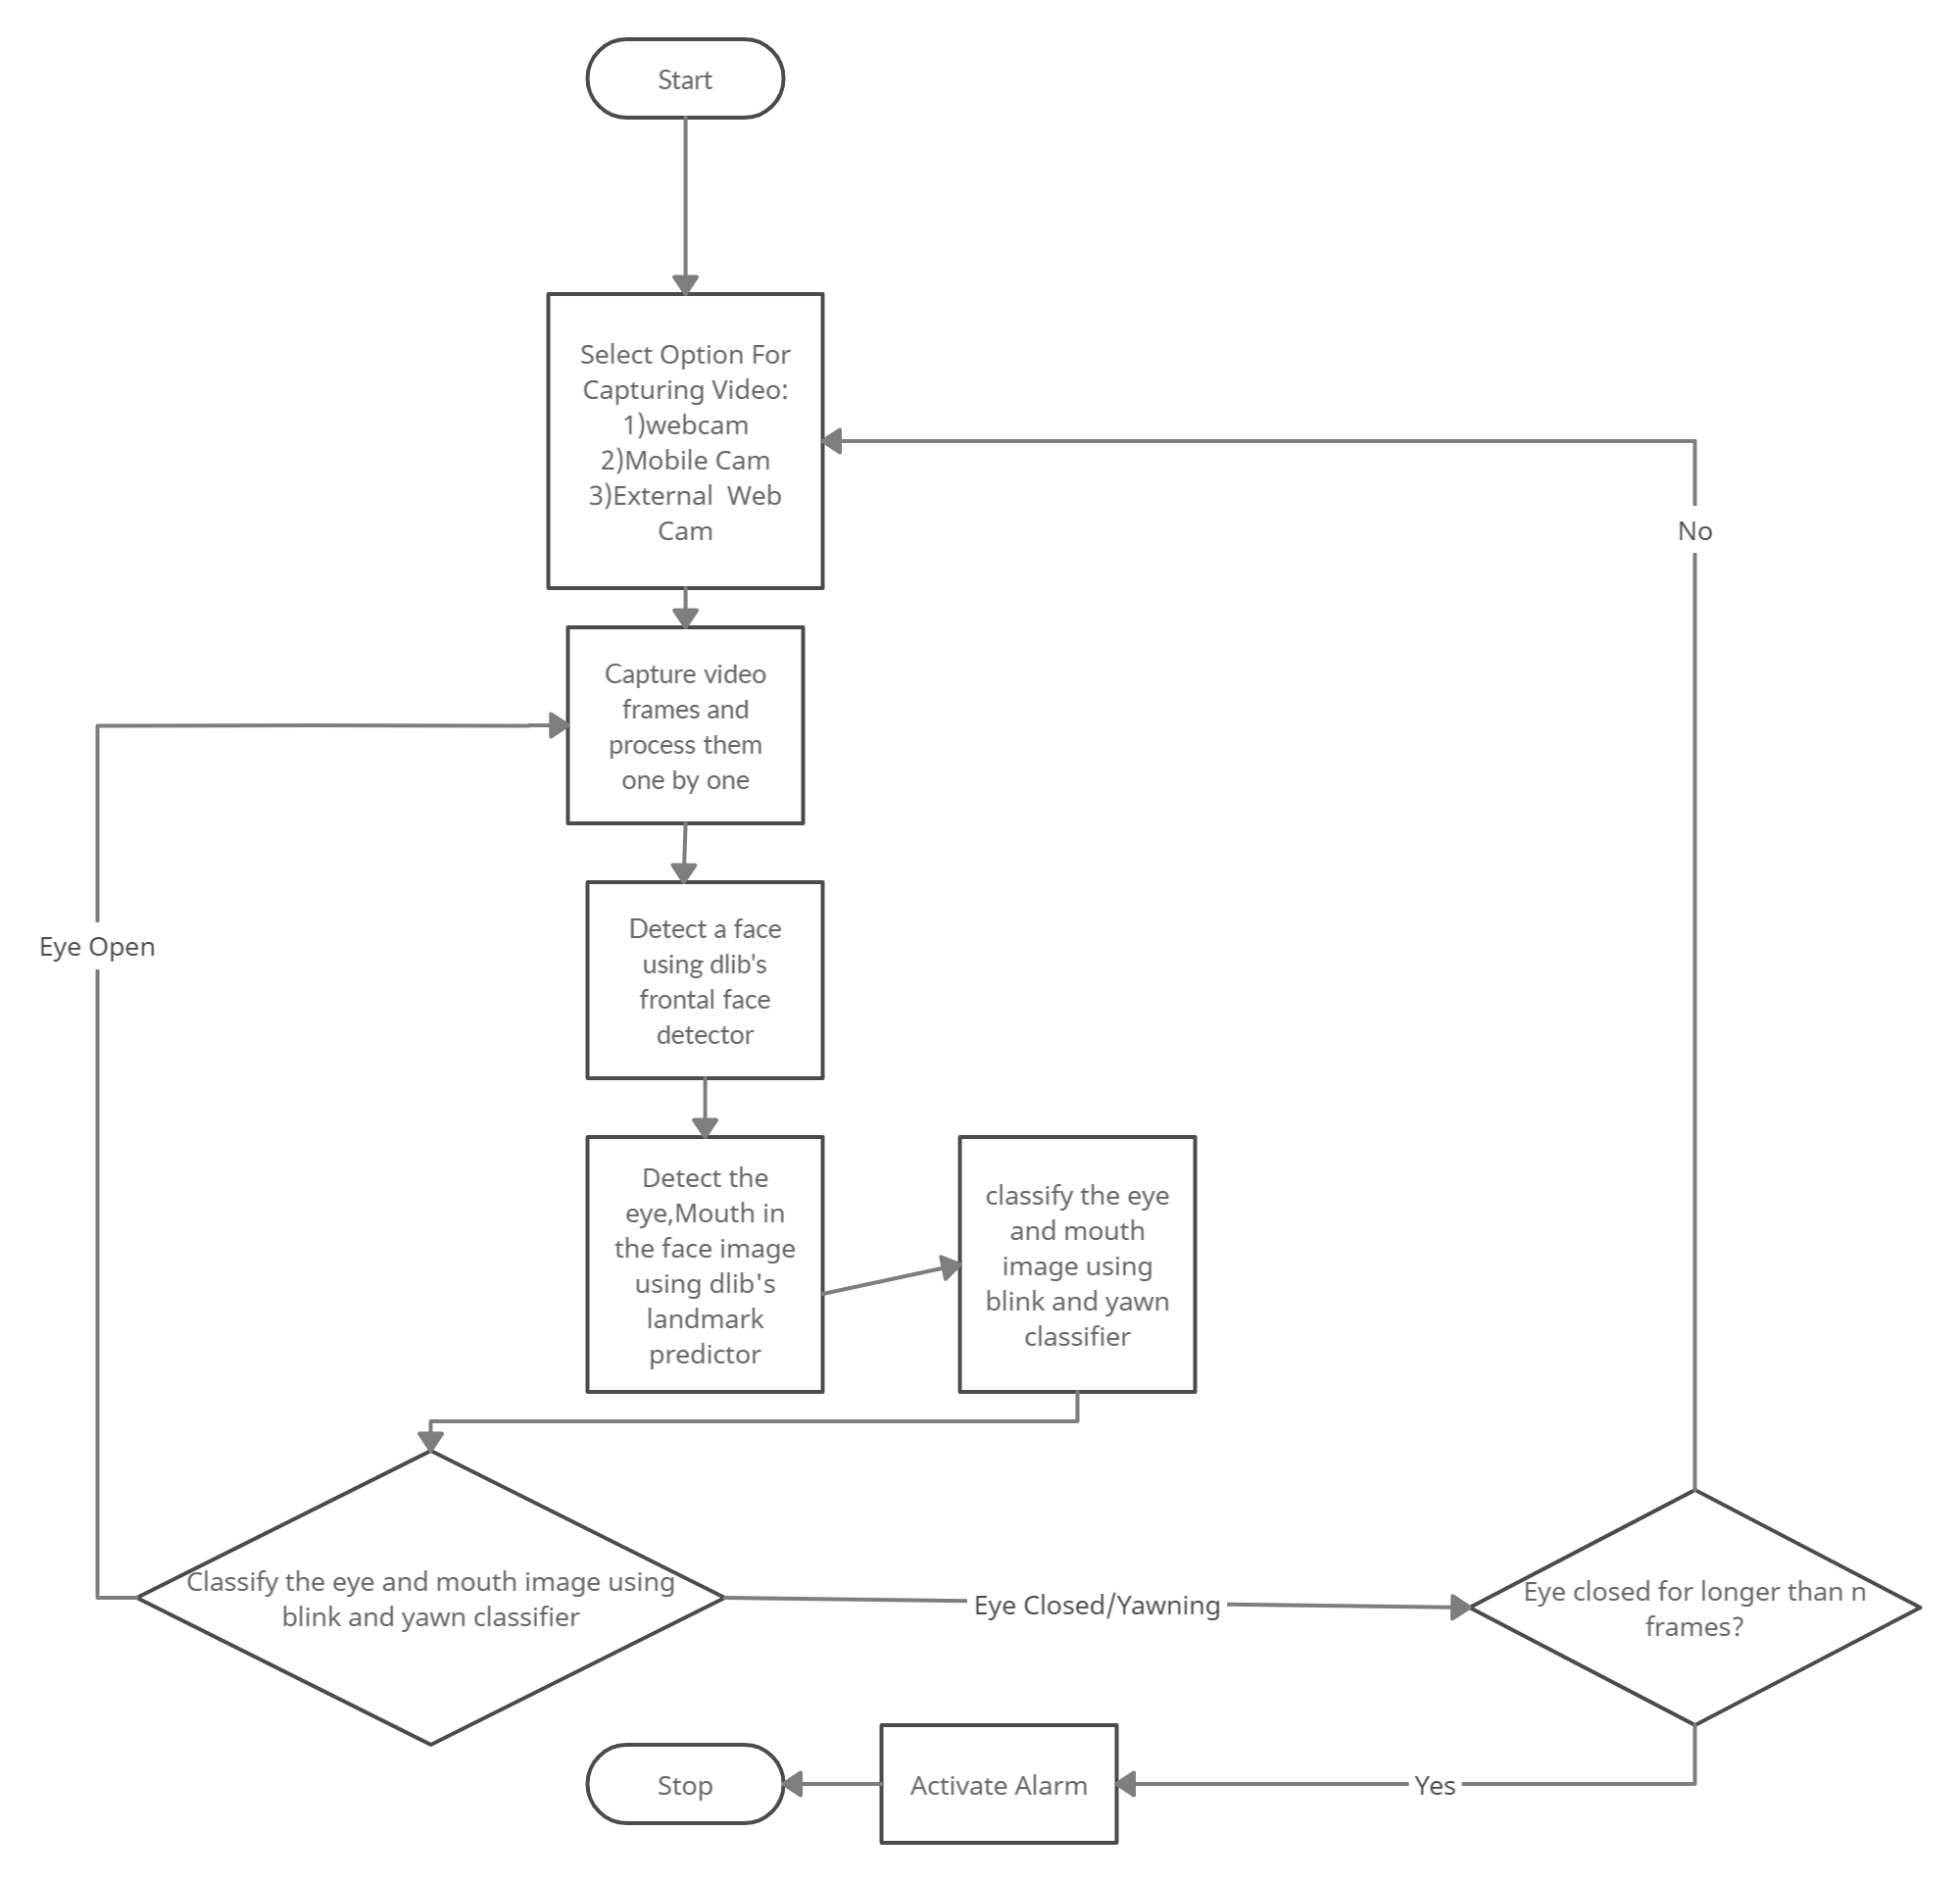 Start
Select Option For
Capturing Video:
1)webcam
2)Mobile Cam
3)External  Web
Cam
No
Capture video
frames and
process them
one by one
Eye Open
Detect a face
using dlib's
frontal face
detector
Detect the
eye,Mouth in
the face image
using dlib's
landmark
predictor
classify the eye
and mouth
image using
blink and yawn
classifier
Classify the eye and mouth image using
blink and yawn classifier
Eye Closed/Yawning
Eye closed for longer than n
frames?
Stop
Activate Alarm
Yes